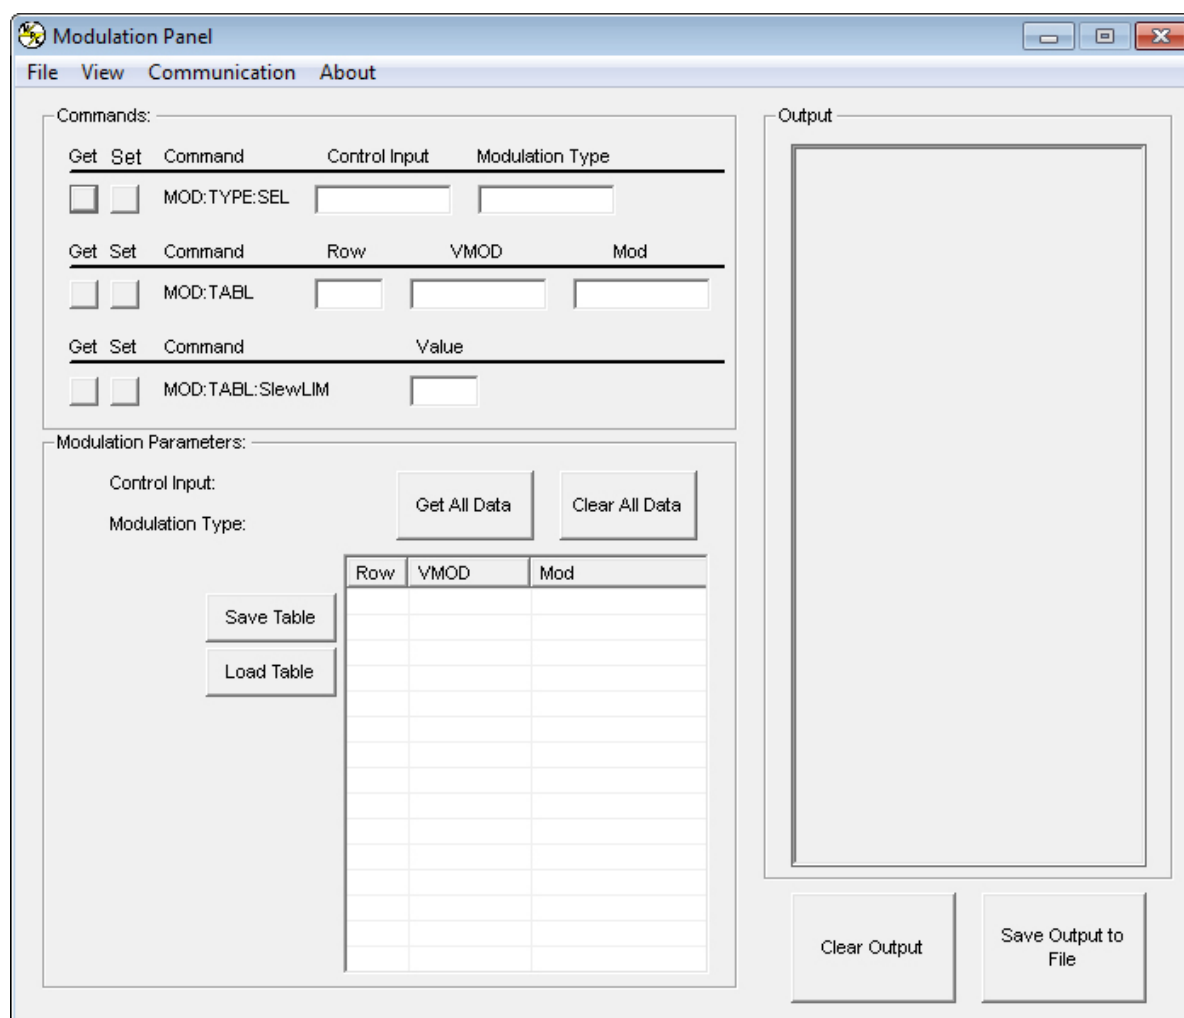 Modulation Panel
File View Communication About
Commands:
Get Set Command Control Input Modulation Type
MOD:TYPE:SEL
Get Set Command Row VMOD Mod
MOD:TABL
Get Set Command Value
MOD:TABL:SlewLIM
Modulation Parameters:
Control Input:
Modulation Type:
Get All Data
Clear All Data
Row VMOD Mod
Save Table
Load Table
Output
Clear Output
Save Output to
File